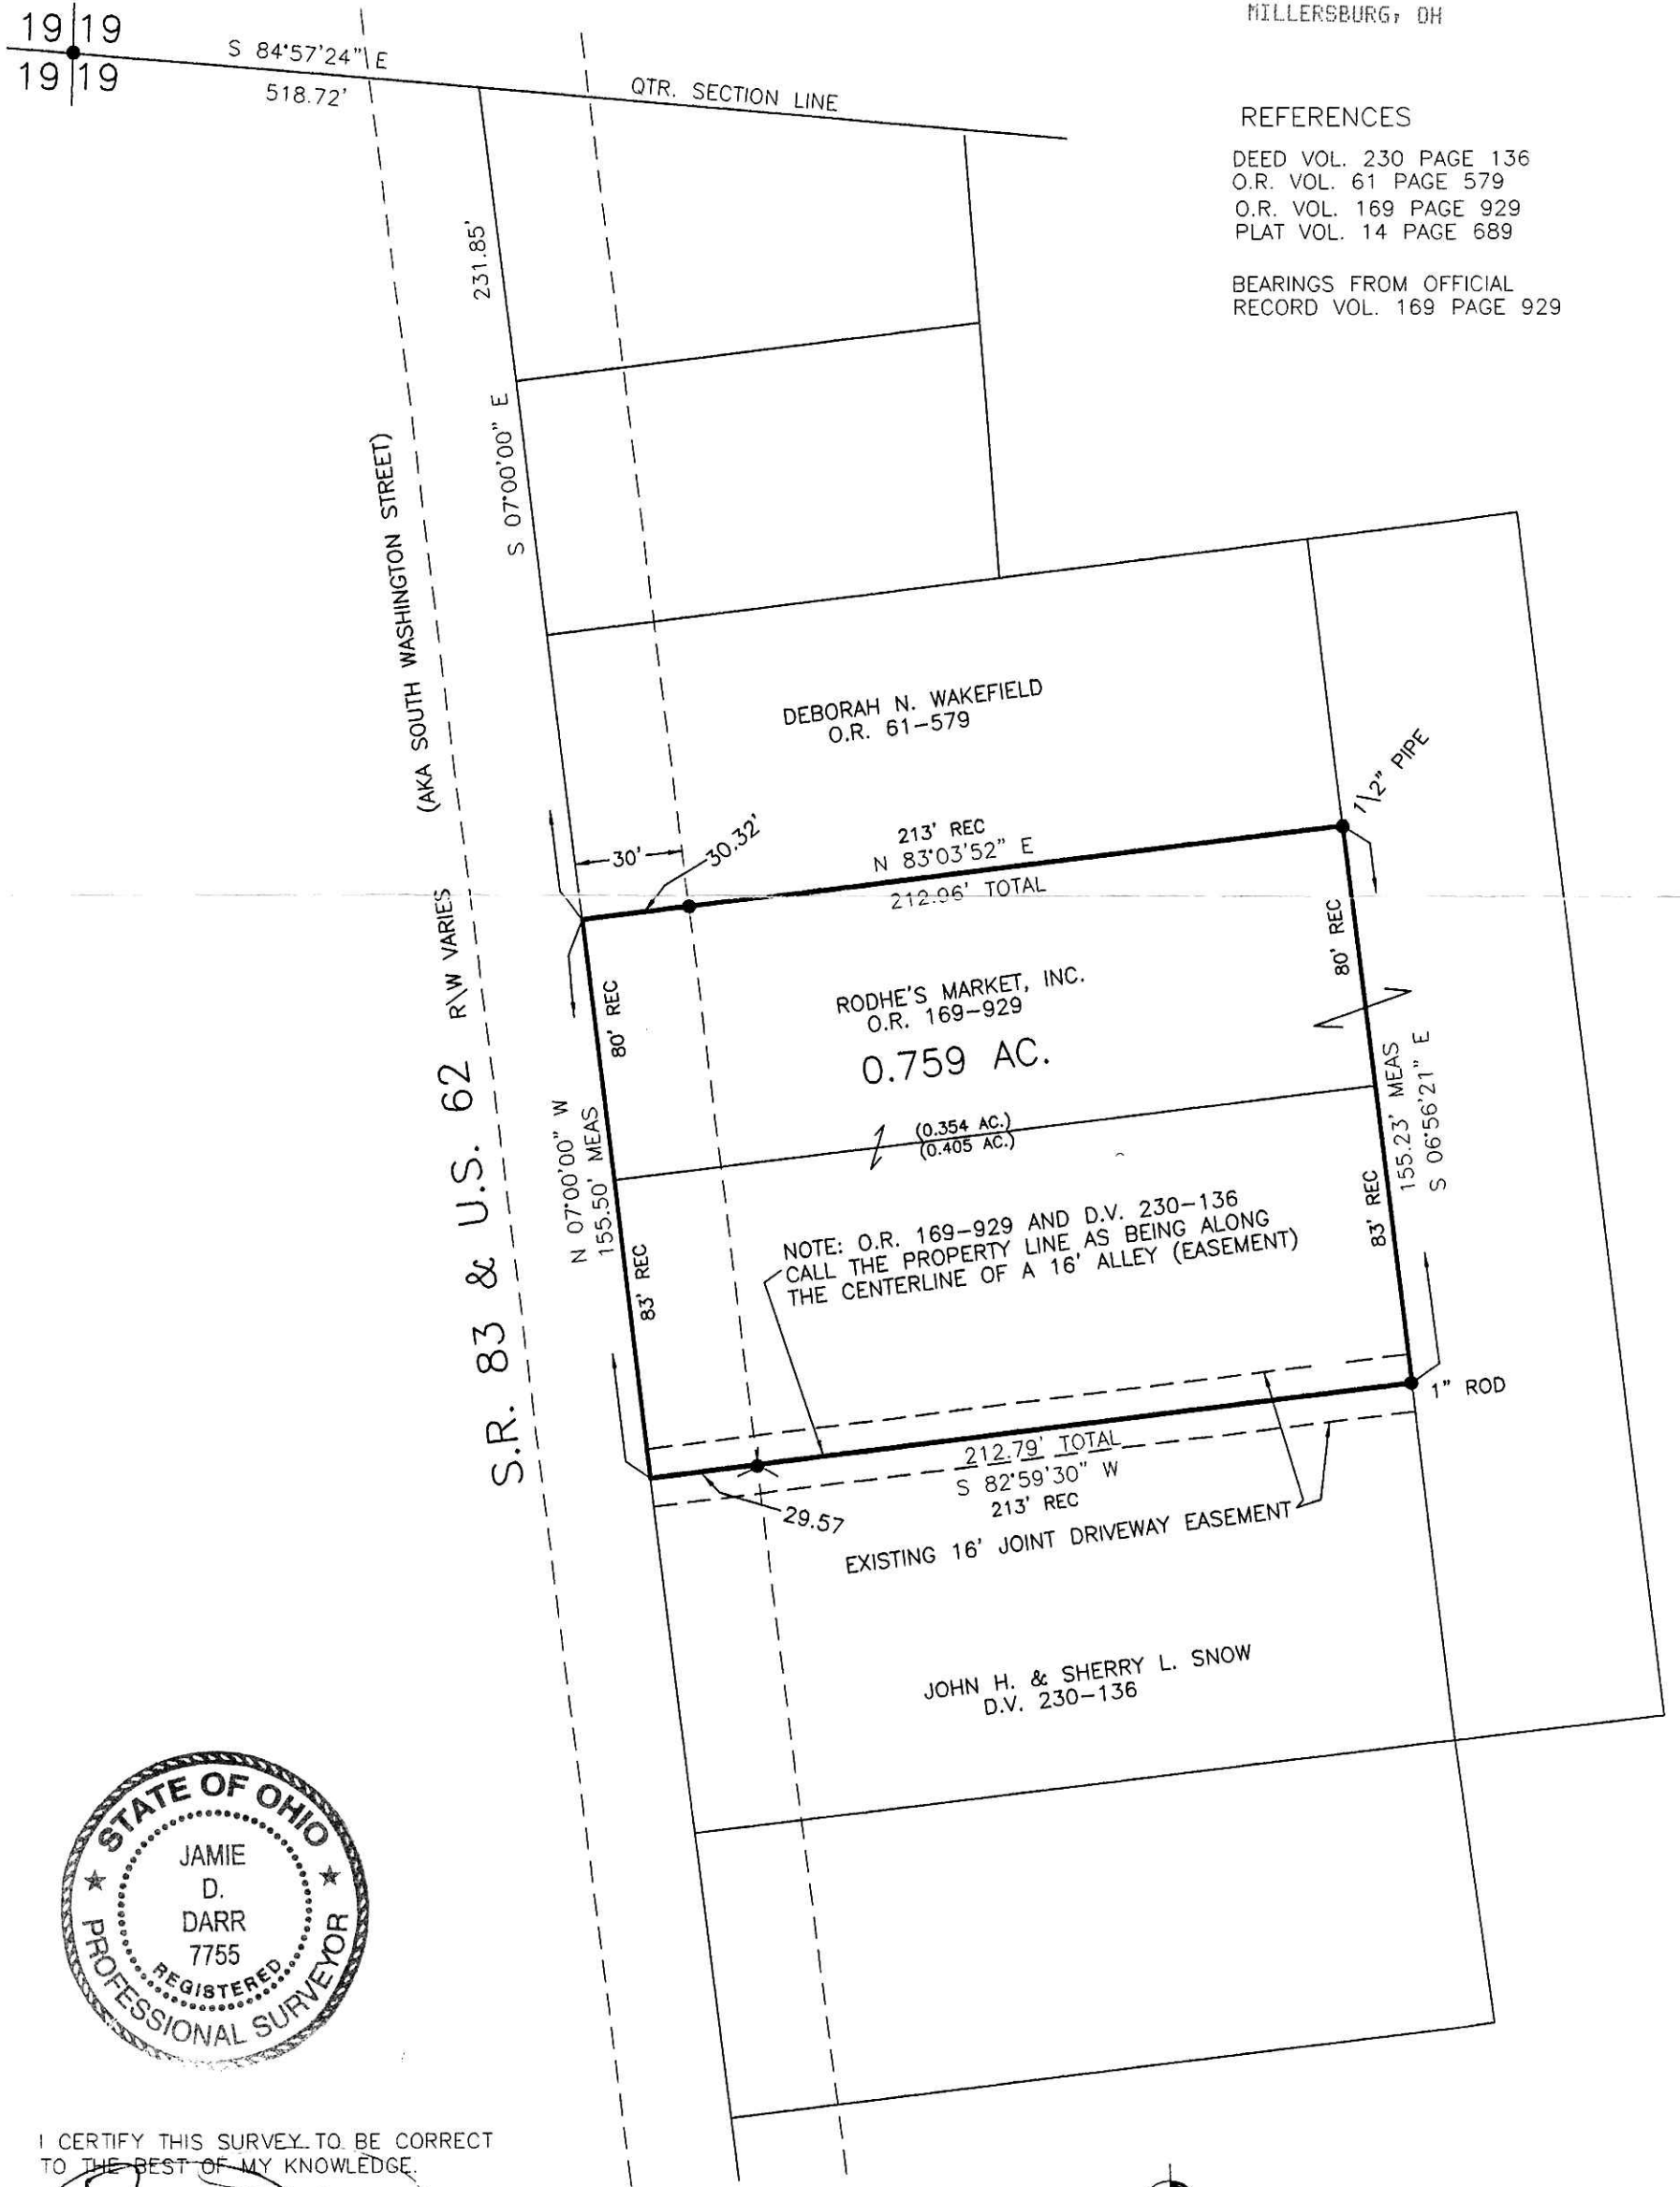 MILLERSBURG, OH
19 19
19 19
S 84°57'24" E
518.72'
QTR. SECTION LINE
REFERENCES
DEED VOL. 230 PAGE 136
O.R. VOL. 61 PAGE 579
O.R. VOL. 169 PAGE 929
PLAT VOL. 14 PAGE 689
BEARINGS FROM OFFICIAL
RECORD VOL. 169 PAGE 929
231.85'
S 07°00'00" E
(AKA SOUTH WASHINGTON STREET)
R\W VARIES
S.R. 83 & U.S. 62
DEBORAH N. WAKEFIELD
O.R. 61-579
1/2" PIPE
30'
30.32'
213' REC
N 83°03'52" E
212.96' TOTAL
80' REC
80' REC
RODHE'S MARKET, INC.
O.R. 169-929
0.759 AC.
(0.354 AC.)
(0.405 AC.)
N 07°00'00" W
155.50' MEAS
155.23' MEAS
S 06°56'21" E
83' REC
83' REC
NOTE: O.R. 169-929 AND D.V. 230-136
CALL THE PROPERTY LINE AS BEING ALONG
THE CENTERLINE OF A 16' ALLEY (EASEMENT)
1" ROD
212.79' TOTAL
S 82°59'30" W
213' REC
29.57
EXISTING 16' JOINT DRIVEWAY EASEMENT
JOHN H. & SHERRY L. SNOW
D.V. 230-136
STATE OF OHIO
JAMIE
D.
DARR
7755
REGISTERED
PROFESSIONAL SURVEYOR
I CERTIFY THIS SURVEY TO BE CORRECT
TO THE BEST OF MY KNOWLEDGE.